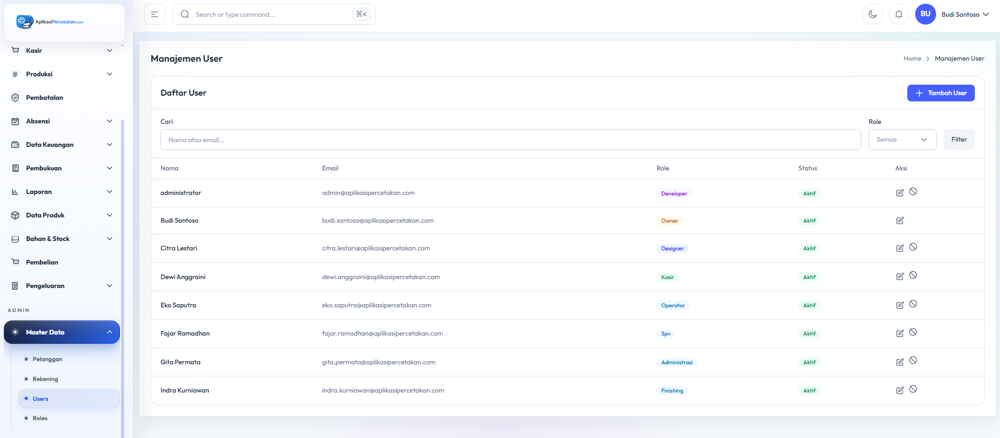 AplikasiPercetakan.com
Search or type command...
⌘K
BU
Budi Santoso
Kasir
Produksi
Pembatalan
Absensi
Data Keuangan
Pembukuan
Laporan
Data Produk
Bahan & Stock
Pembelian
Pengeluaran
ADMIN
Master Data
Pelanggan
Rekening
Users
Roles
Manajemen User
Home > Manajemen User
Daftar User
Tambah User
Cari
Role
Nama atau email...
Semua
Filter
Nama Email Role Status Aksi
administrator admin@aplikasipercetakan.com Developer Aktif
Budi Santoso budi.santoso@aplikasipercetakan.com Owner Aktif
Citra Lestari citra.lestari@aplikasipercetakan.com Designer Aktif
Dewi Anggraini dewi.anggraini@aplikasipercetakan.com Kasir Aktif
Eko Saputra eko.saputra@aplikasipercetakan.com Operator Aktif
Fajar Ramadhan fajar.ramadhan@aplikasipercetakan.com Spv Aktif
Gita Permata gita.permata@aplikasipercetakan.com Administrasi Aktif
Indra Kurniawan indra.kurniawan@aplikasipercetakan.com Finishing Aktif